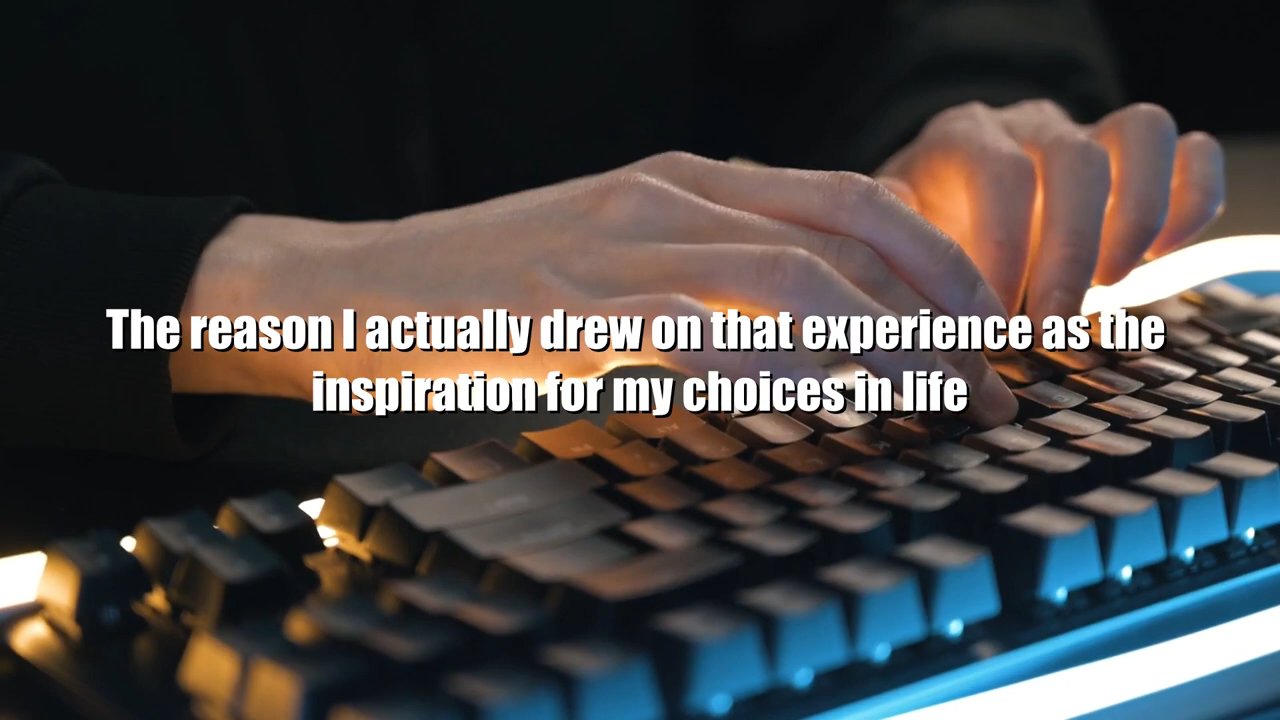 The reason I actually drew on that experience as the
inspiration for my choices in life